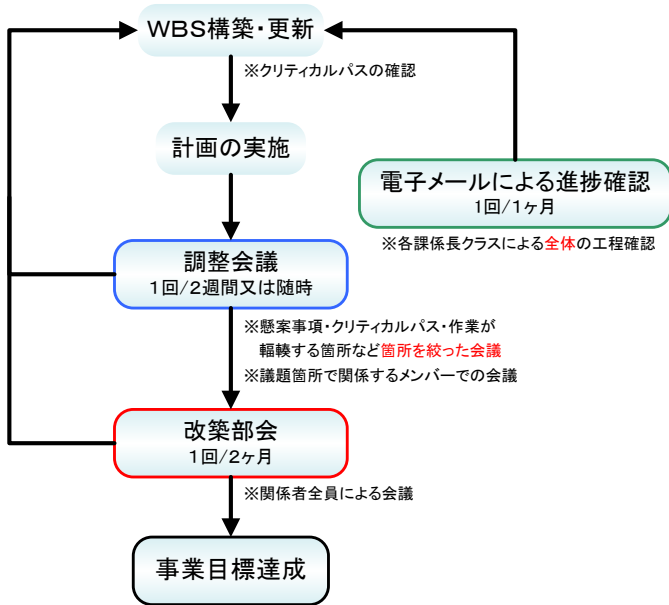 WBS構築・更新
※クリティカルパスの確認
計画の実施
電子メールによる進捗確認
1回/1ヶ月
※各課係長クラスによる全体の工程確認
調整会議
1回/2週間又は随時
※懸案事項・クリティカルパス・作業が
輻輳する箇所など箇所を絞った会議
※議題箇所で関係するメンバーでの会議
改築部会
1回/2ヶ月
※関係者全員による会議
事業目標達成